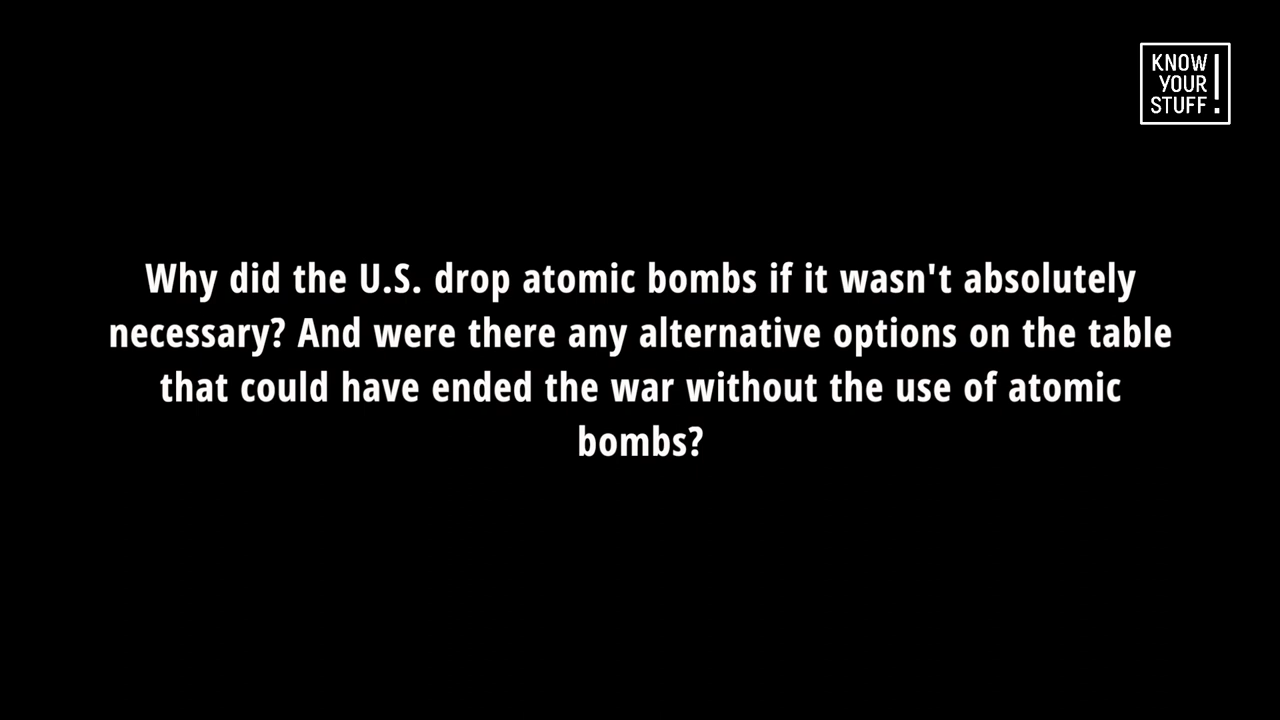 KNOW
YOUR
STUFF!
Why did the U.S. drop atomic bombs if it wasn't absolutely
necessary? And were there any alternative options on the table
that could have ended the war without the use of atomic
bombs?